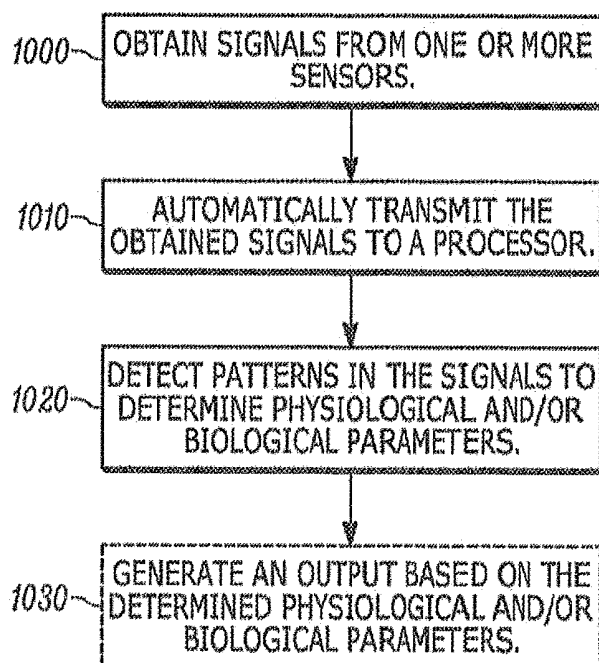 1000 OBTAIN SIGNALS FROM ONE OR MORE
SENSORS.
1010 AUTOMATICALLY TRANSMIT THE
OBTAINED SIGNALS TO A PROCESSOR.
DETECT PATTERNS IN THE SIGNALS TO
1020 DETERMINE PHYSIOLOGICAL AND/OR
BIOLOGICAL PARAMETERS.
GENERATE AN OUTPUT BASED ON THE
1030 DETERMINED PHYSIOLOGICAL AND/OR
BIOLOGICAL PARAMETERS.